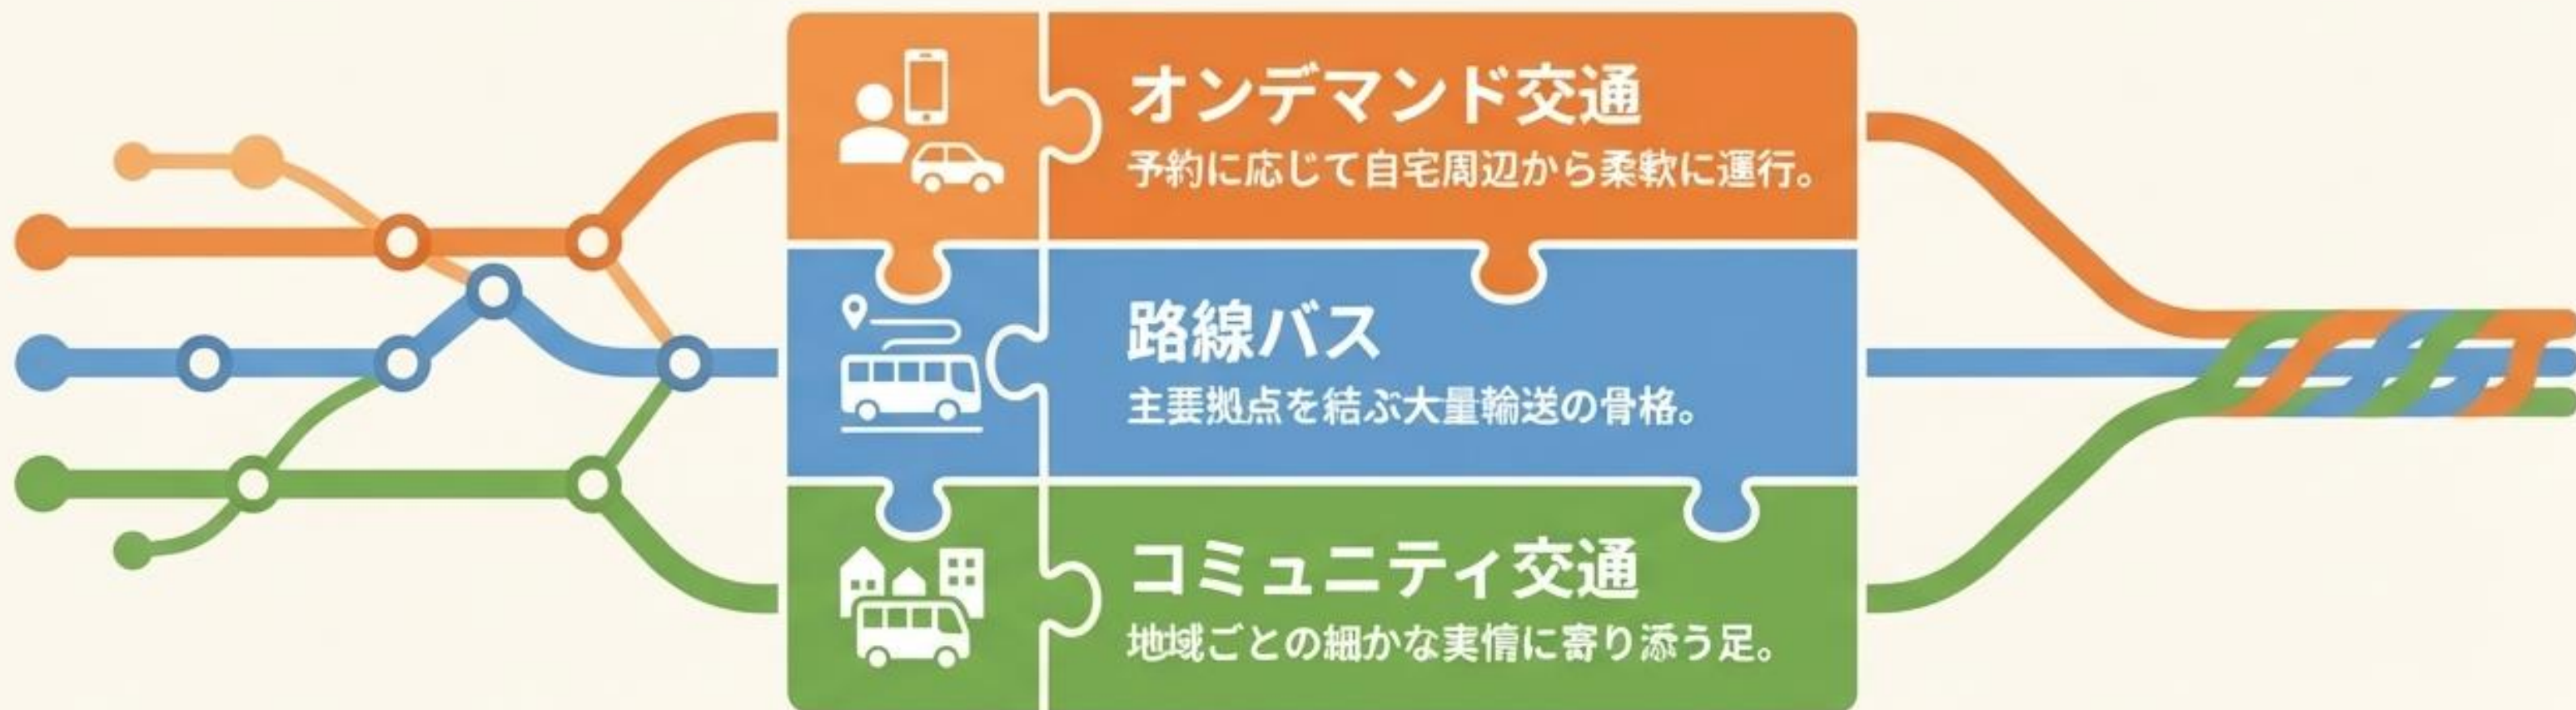 オンデマンド交通
予約に応じて自宅周辺から柔軟に運行。
路線バス
主要拠点を結ぶ大量輸送の骨格。
コミュニティ交通
地域ごとの細かな実情に寄り添う足。